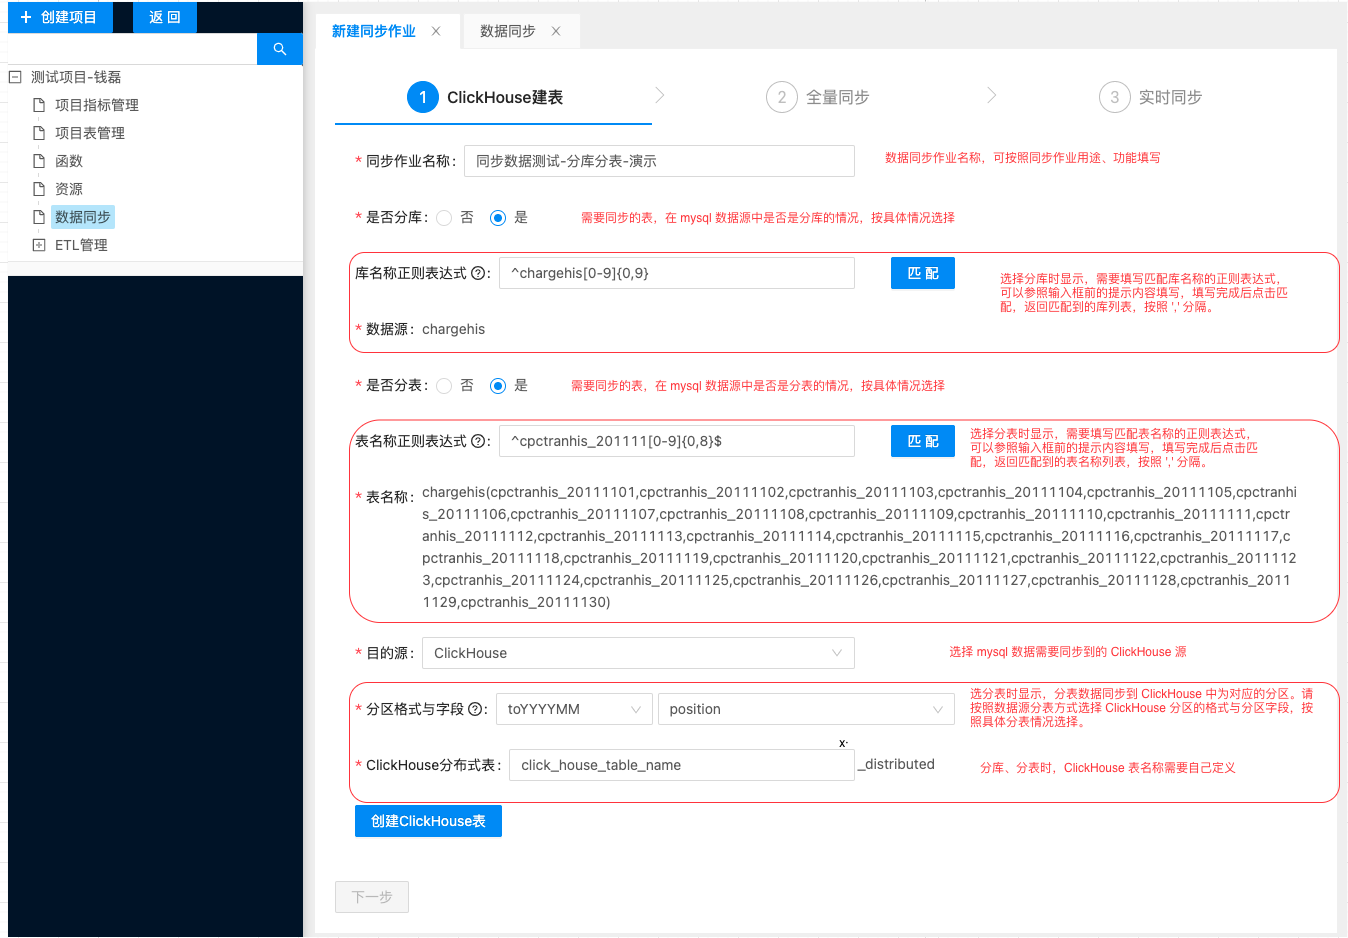 + 创建项目
返 回
测试项目-钱磊
项目指标管理
项目表管理
函数
资源
数据同步
ETL管理
新建同步作业 ×
数据同步 ×
1 ClickHouse建表
2 全量同步
3 实时同步
* 同步作业名称: 同步数据测试-分库分表-演示
数据同步作业名称，可按照同步作业用途、功能填写
* 是否分库: 否 是
需要同步的表，在 mysql 数据源中是否是分库的情况，按具体情况选择
库名称正则表达式 ?: ^chargehis[0-9]{0,9}
匹 配
选择分库时显示，需要填写匹配库名称的正则表达式，
可以参照输入框前的提示内容填写，填写完成后点击匹
配，返回匹配到的库列表，按照 ',' 分隔。
* 数据源: chargehis
* 是否分表: 否 是
需要同步的表，在 mysql 数据源中是否是分表的情况，按具体情况选择
表名称正则表达式 ?: ^cpctranhis_201111[0-9]{0,8}$
匹 配
选择分表时显示，需要填写匹配表名称的正则表达式，
可以参照输入框前的提示内容填写，填写完成后点击匹
配，返回匹配到的表名称列表，按照 ',' 分隔。
* 表名称: chargehis(cpctranhis_20111101,cpctranhis_20111102,cpctranhis_20111103,cpctranhis_20111104,cpctranhis_20111105,cpctranhi
s_20111106,cpctranhis_20111107,cpctranhis_20111108,cpctranhis_20111109,cpctranhis_20111110,cpctranhis_20111111,cpctr
anhis_20111112,cpctranhis_20111113,cpctranhis_20111114,cpctranhis_20111115,cpctranhis_20111116,cpctranhis_20111117,c
pctranhis_20111118,cpctranhis_20111119,cpctranhis_20111120,cpctranhis_20111121,cpctranhis_20111122,cpctranhis_2011112
3,cpctranhis_20111124,cpctranhis_20111125,cpctranhis_20111126,cpctranhis_20111127,cpctranhis_20111128,cpctranhis_2011
1129,cpctranhis_20111130)
* 目的源: ClickHouse
选择 mysql 数据需要同步到的 ClickHouse 源
* 分区格式与字段 ?: toYYYYMM position
选分表时显示，分表数据同步到 ClickHouse 中为对应的分区。请
按照数据源分表方式选择 ClickHouse 分区的格式与分区字段，按
照具体分表情况选择。
* ClickHouse分布式表: click_house_table_name _distributed
分库、分表时，ClickHouse 表名称需要自己定义
创建ClickHouse表
下一步